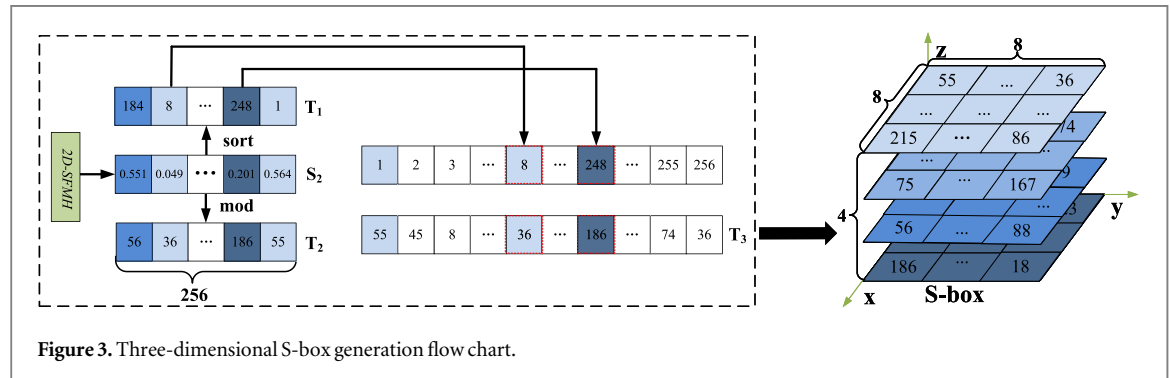 z
8
184 8 ... 248 1 T1
55 ... 36
8
sort
... ... ...
215 ... 86 74
2D-SFMH
0.551 0.049 ... 0.201 0.564 S2
1 2 3 ... 8 ... 248 ... 255 256
75 ... 167 9
mod
4
...
y
56 36 ... 186 55 T2
55 45 8 ... 36 ... 186 ... 74 36 T3
56 ... 88
256
186 ... 18
x S-box
Figure 3. Three-dimensional S-box generation flow chart.